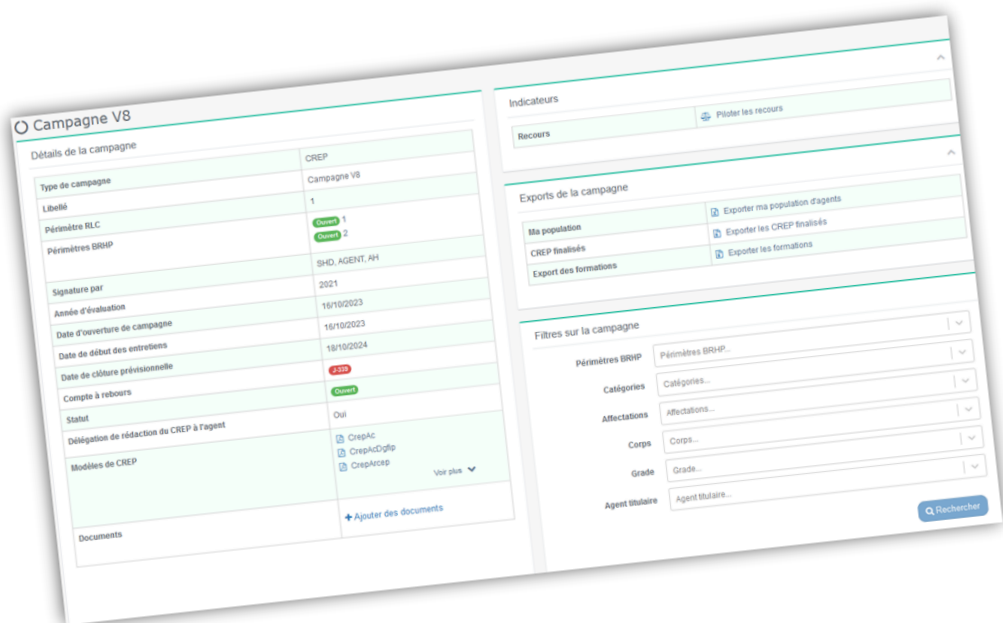 Campagne V8
Détails de la campagne
Type de campagne CREP
Libellé Campagne V8
Périmètre RLC 1
Périmètres BRHP Ouvert 1
Ouvert 2
Signature par SHD, AGENT, AH
Année d'évaluation 2021
Date d'ouverture de campagne 16/10/2023
Date de début des entretiens 16/10/2023
Date de clôture prévisionnelle 18/10/2024
Compte à rebours J-339
Statut Ouvert
Délégation de rédaction du CREP à l'agent Oui
Modèles de CREP CrepAc
CrepAcDgfip
CrepArcep
Voir plus
Documents Ajouter des documents
Indicateurs
Recours Piloter les recours
Exports de la campagne
Ma population Exporter ma population d'agents
CREP finalisés Exporter les CREP finalisés
Export des formations Exporter les formations
Filtres sur la campagne
Périmètres BRHP Périmètres BRHP...
Catégories Catégories...
Affectations Affectations...
Corps Corps...
Grade Grade...
Agent titulaire Agent titulaire...
Rechercher